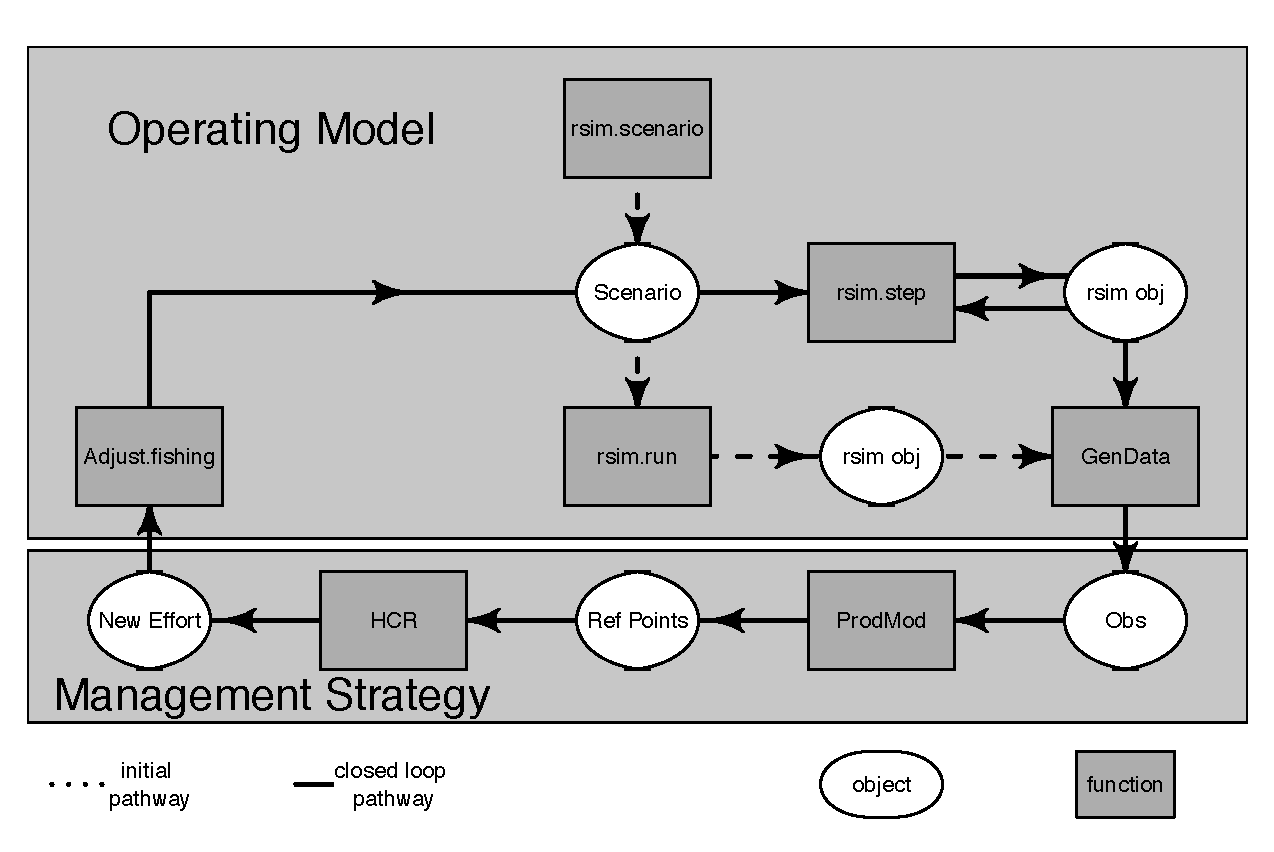 Operating Model
rsim.scenario
Scenario
rsim.step
rsim obj
Adjust.fishing
rsim.run
rsim obj
GenData
New Effort
HCR
Ref Points
ProdMod
Obs
Management Strategy
initial
pathway
closed loop
pathway
object
function